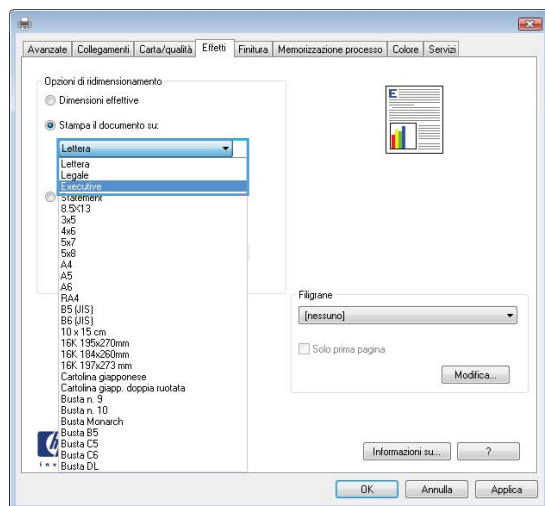 Avanzate Collegamenti Carta/qualità Effetti Finitura Memorizzazione processo Colore Servizi
Opzioni di ridimensionamento
Dimensioni effettive
Stampa il documento su:
Lettera
Lettera
Legale
Executive
Statement
8.5X13
3x5
4x6
5x7
5x8
A4
A5
A6
RA4
B5 (JIS)
B6 (JIS)
10 x 15 cm
16K 195x270mm
16K 184x260mm
16K 197x273 mm
Cartolina giapponese
Cartolina giapp. doppia ruotata
Busta n. 9
Busta n. 10
Busta Monarch
Busta B5
Busta C5
Busta C6
Busta DL
E
Filigrane
[nessuno]
Solo prima pagina
Modifica...
Informazioni su... ?
OK Annulla Applica